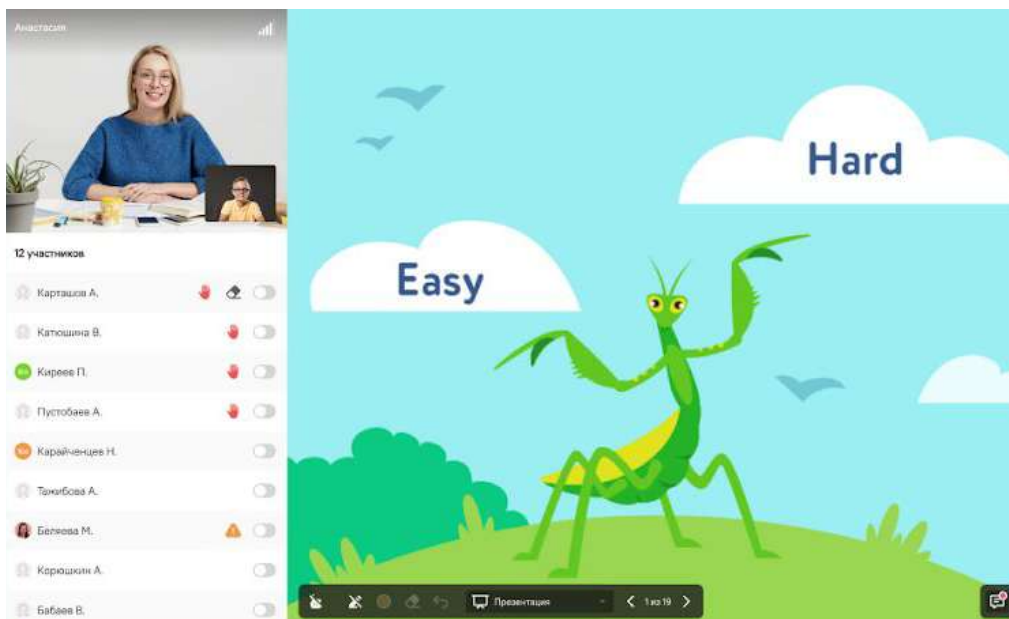 Анастасия
12 участников
Карташов А.
Катюшина В.
Киреев П.
Пустобаев А.
Карайченцев Н.
Тажибова А.
Беляева М.
Корюшкин А.
Бабаев В.
Easy
Hard
Презентация
1 из 19